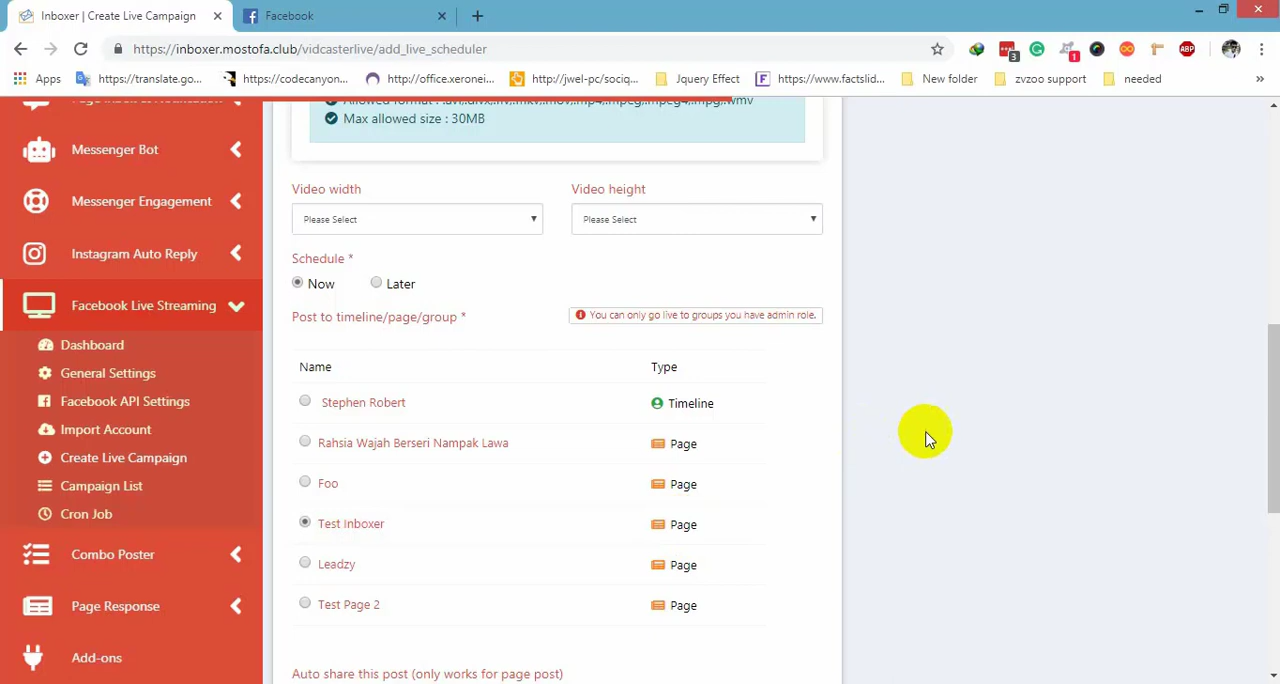 Inboxer | Create Live Campaign
Facebook
https://inboxer.mostofa.club/vidcasterlive/add_live_scheduler
3
1
ABP
Apps
https://translate.go...
https://codecanyon...
http://office.xeronei...
http://jwel-pc/sociq...
Jquery Effect
https://www.factslid...
New folder
zvzoo support
needed
»
Messenger Bot
Messenger Engagement
Instagram Auto Reply
Facebook Live Streaming
Dashboard
General Settings
Facebook API Settings
Import Account
Create Live Campaign
Campaign List
Cron Job
Combo Poster
Page Response
Add-ons
Max allowed size : 30MB
Video width
Video height
Please Select
Please Select
Schedule *
Now
Later
Post to timeline/page/group *
You can only go live to groups you have admin role.
Name
Type
Stephen Robert
Timeline
Rahsia Wajah Berseri Nampak Lawa
Page
Foo
Page
Test Inboxer
Page
Leadzy
Page
Test Page 2
Page
Auto share this post (only works for page post)